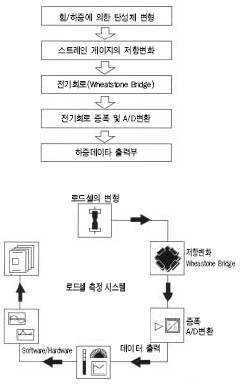 힘/하중에 의한 탄성체 변형
스트레인 게이지의 저항변화
전기회로(Wheatstone Bridge)
전기회로 증폭 및 A/D변환
하중데이타 출력부
로드셀의 변형
저항변화
Wheastone Bridge
로드셀 측정 시스템
증폭
A/D변환
데이터 출력
Software/Hardware